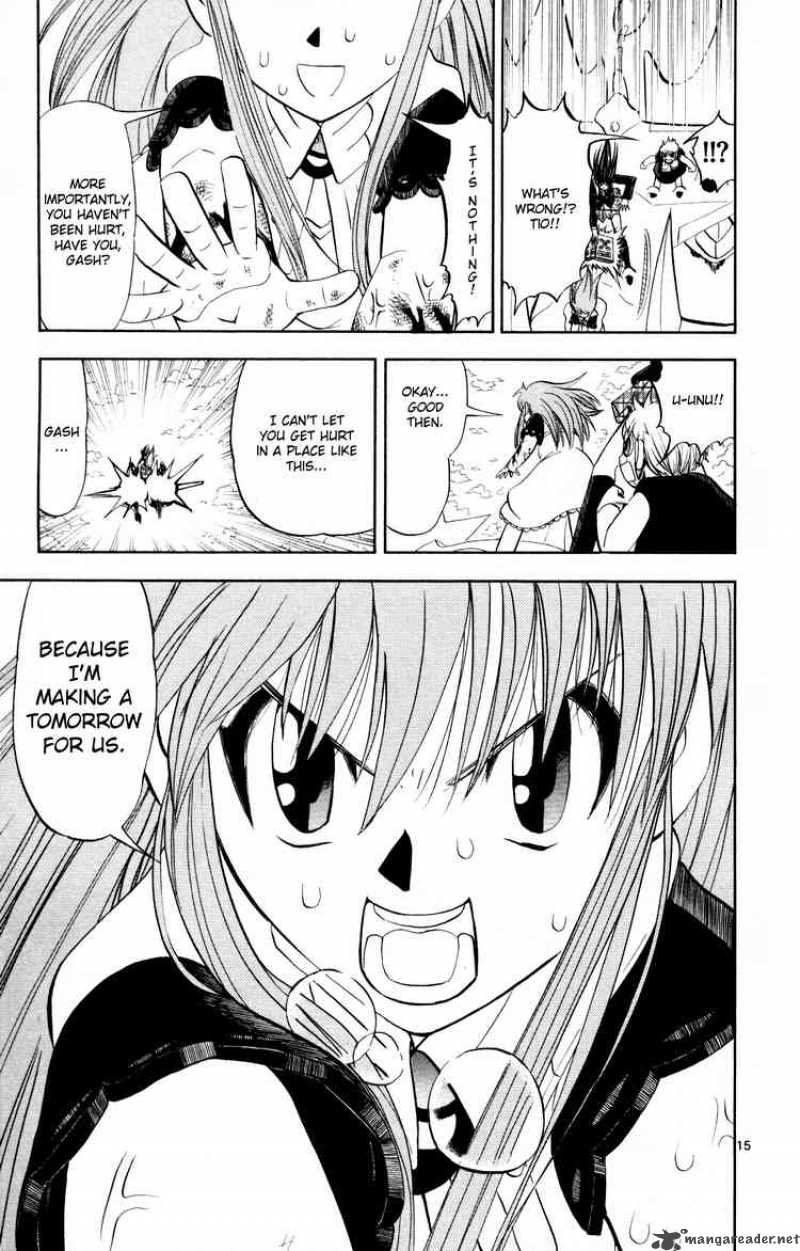 !!?
WHAT'S
WRONG!?
TIO!!
IT'S NOTHING!
MORE
IMPORTANTLY,
YOU HAVEN'T
BEEN HURT,
HAVE YOU,
GASH?
U-UNU!!
OKAY...
GOOD
THEN.
I CAN'T LET
YOU GET HURT
IN A PLACE LIKE
THIS...
GASH
...
BECAUSE
I'M
MAKING A
TOMORROW
FOR US.
15
mangareader.net